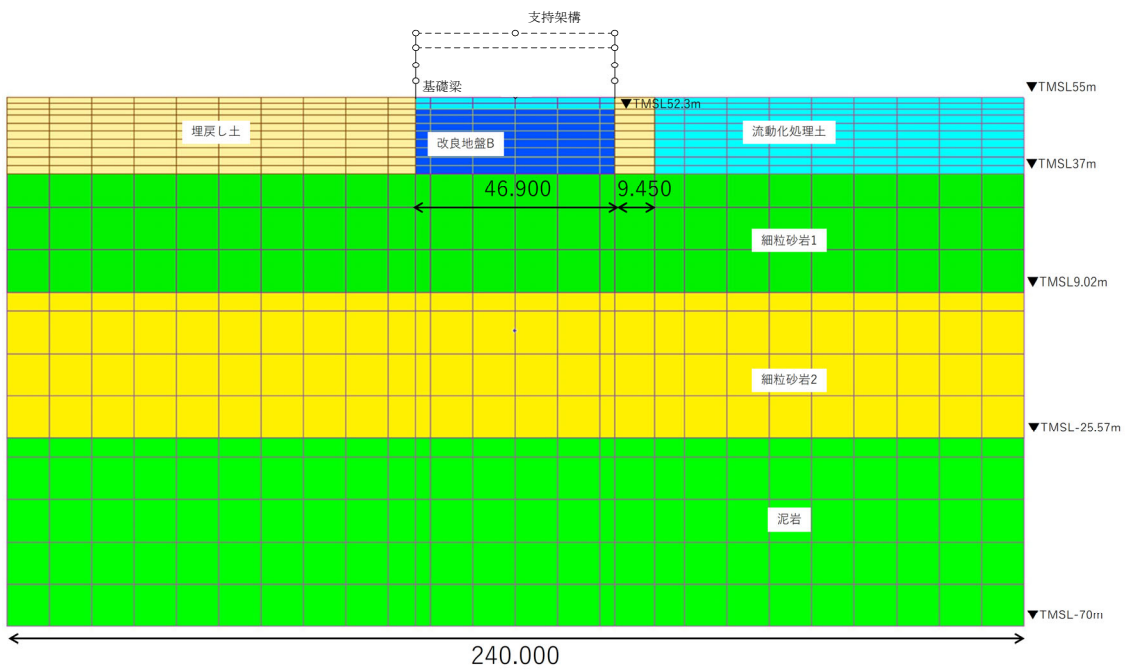 支持架構
基礎梁
▼TMSL55m
▼TMSL52.3m
埋戻し土
改良地盤B
流動化処理土
▼TMSL37m
46.900
9.450
細粒砂岩1
▼TMSL9.02m
細粒砂岩2
▼TMSL-25.57m
泥岩
▼TMSL-70m
240.000